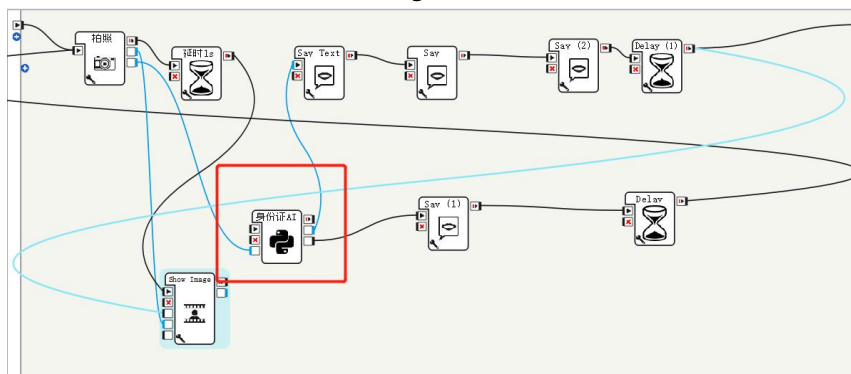 拍照
延时1s
Say Text
Say
Say (2)
Delay (1)
身份证AI
Say (1)
Delay
Show Image